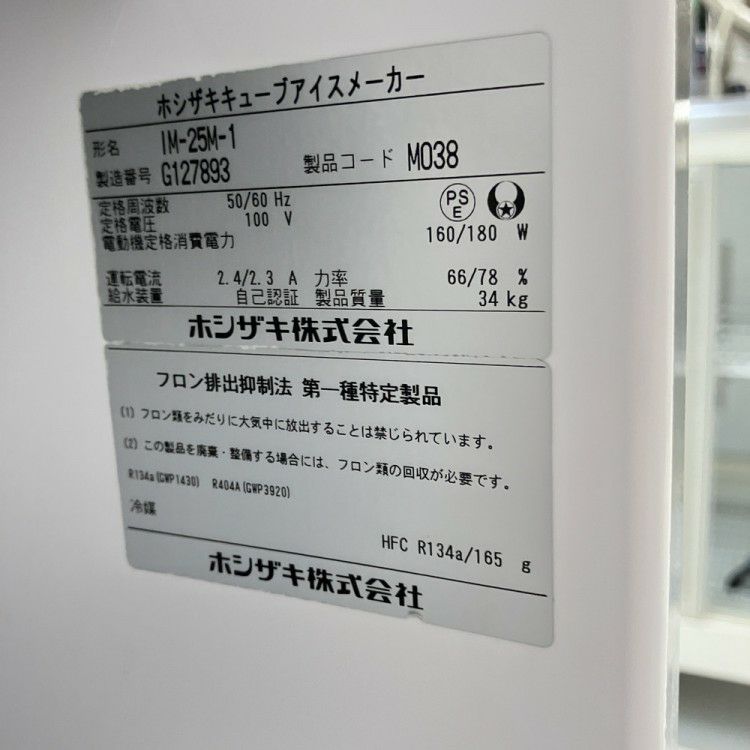 ホシザキキューブアイスメーカー
形名 IM-25M-1
製造番号 G127893 製品コード M038
定格周波数 50/60 Hz
定格電圧 100 V
PS E
電動機定格消費電力 160/180 W
運転電流 2.4/2.3 A 力率 66/78 %
給水装置 自己認証 製品質量 34 kg
ホシザキ株式会社
フロン排出抑制法 第一種特定製品
(1) フロン類をみだりに大気中に放出することは禁じられています。
(2) この製品を廃棄・整備する場合には、フロン類の回収が必要です。
R134a(GWP1430) R404A(GWP3920)
冷媒
HFC R134a/165 g
ホシザキ株式会社